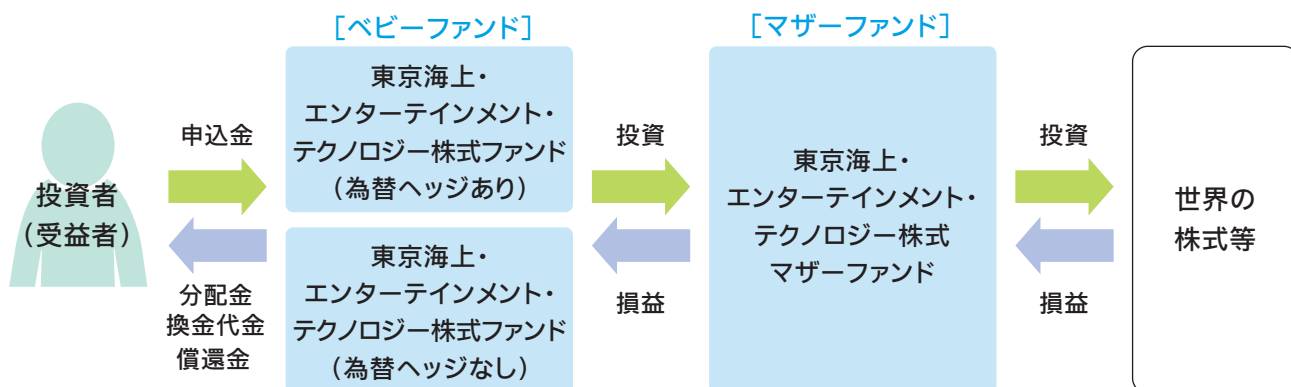 [ベビーファンド]
[マザーファンド]
投資者
(受益者)
申込金
分配金
換金代金
償還金
東京海上・
エンターテインメント・
テクノロジー株式ファンド
(為替ヘッジあり)
東京海上・
エンターテインメント・
テクノロジー株式ファンド
(為替ヘッジなし)
投資
損益
東京海上・
エンターテインメント・
テクノロジー株式
マザーファンド
投資
損益
世界の
株式等